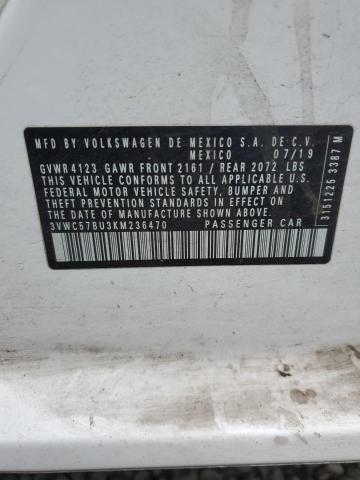 MFD BY VOLKSWAGEN DE MEXICO S.A. DE C.V.
MEXICO 07/19
GVWR 4123 GAWR FRONT 2161 / REAR 2072 LBS
THIS VEHICLE CONFORMS TO ALL APPLICABLE U.S.
FEDERAL MOTOR VEHICLE SAFETY, BUMPER, AND
THEFT PREVENTION STANDARDS IN EFFECT ON THE
DATE OF MANUFACTURE SHOWN ABOVE.
3VWC57BU3KM236470 PASSENGER CAR
3151225 3387 M